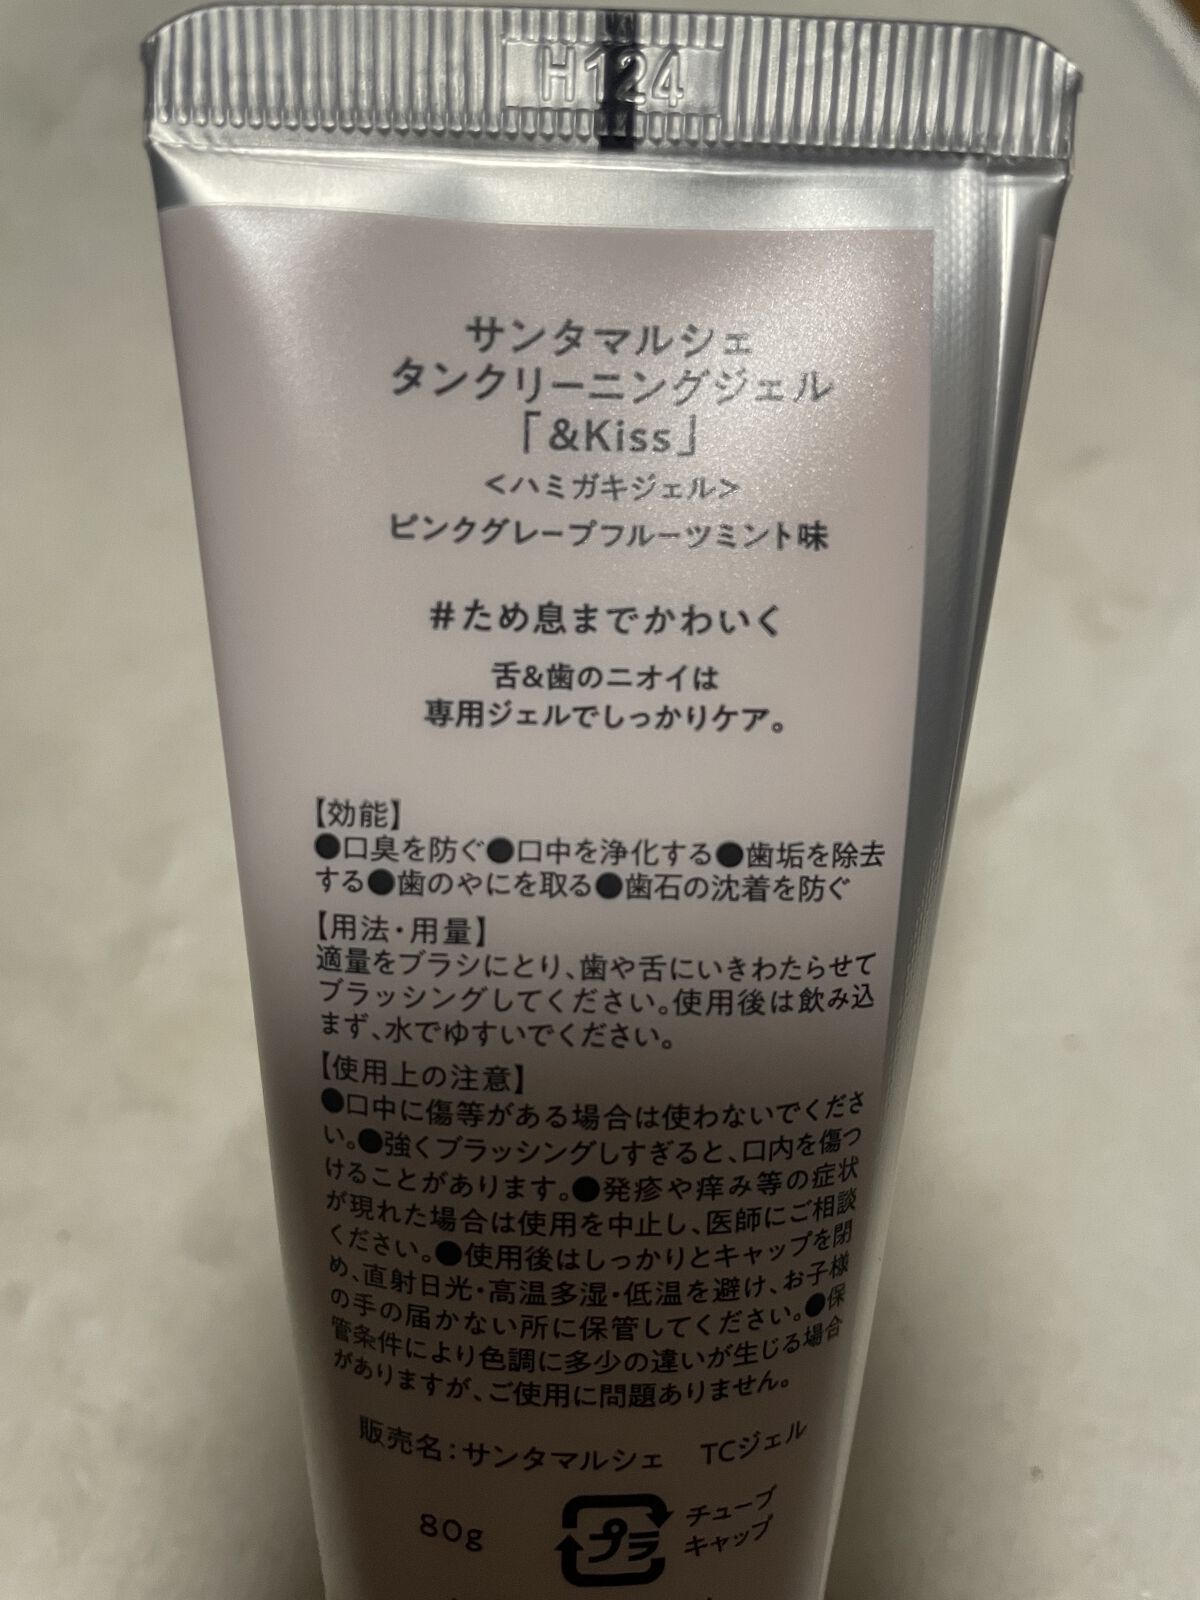 H124
サンタマルシェ
タンクリーニングジェル
「&Kiss」
<ハミガキジェル>
ピンクグレープフルーツミント味
#ため息までかわいく
舌&歯のニオイは
専用ジェルでしっかりケア。
【効能】
●口臭を防ぐ●口中を浄化する●歯垢を除去
する●歯のやにを取る●歯石の沈着を防ぐ
【用法・用量】
適量をブラシにとり、歯や舌にいきわたらせて
ブラッシングしてください。使用後は飲み込
まず、水でゆすいでください。
【使用上の注意】
●口中に傷等がある場合は使わないでくださ
い。●強くブラッシングしすぎると、口内を傷つ
けることがあります。●発疹や痒み等の症状
が現れた場合は使用を中止し、医師にご相談
ください。●使用後はしっかりとキャップを閉
め、直射日光・高温多湿・低温を避け、お子様
の手の届かない所に保管してください。●保
管条件により色調に多少の違いが生じる場合
がありますが、ご使用に問題ありません。
販売名：サンタマルシェ TCジェル
80g
プラ
チューブ
キャップ